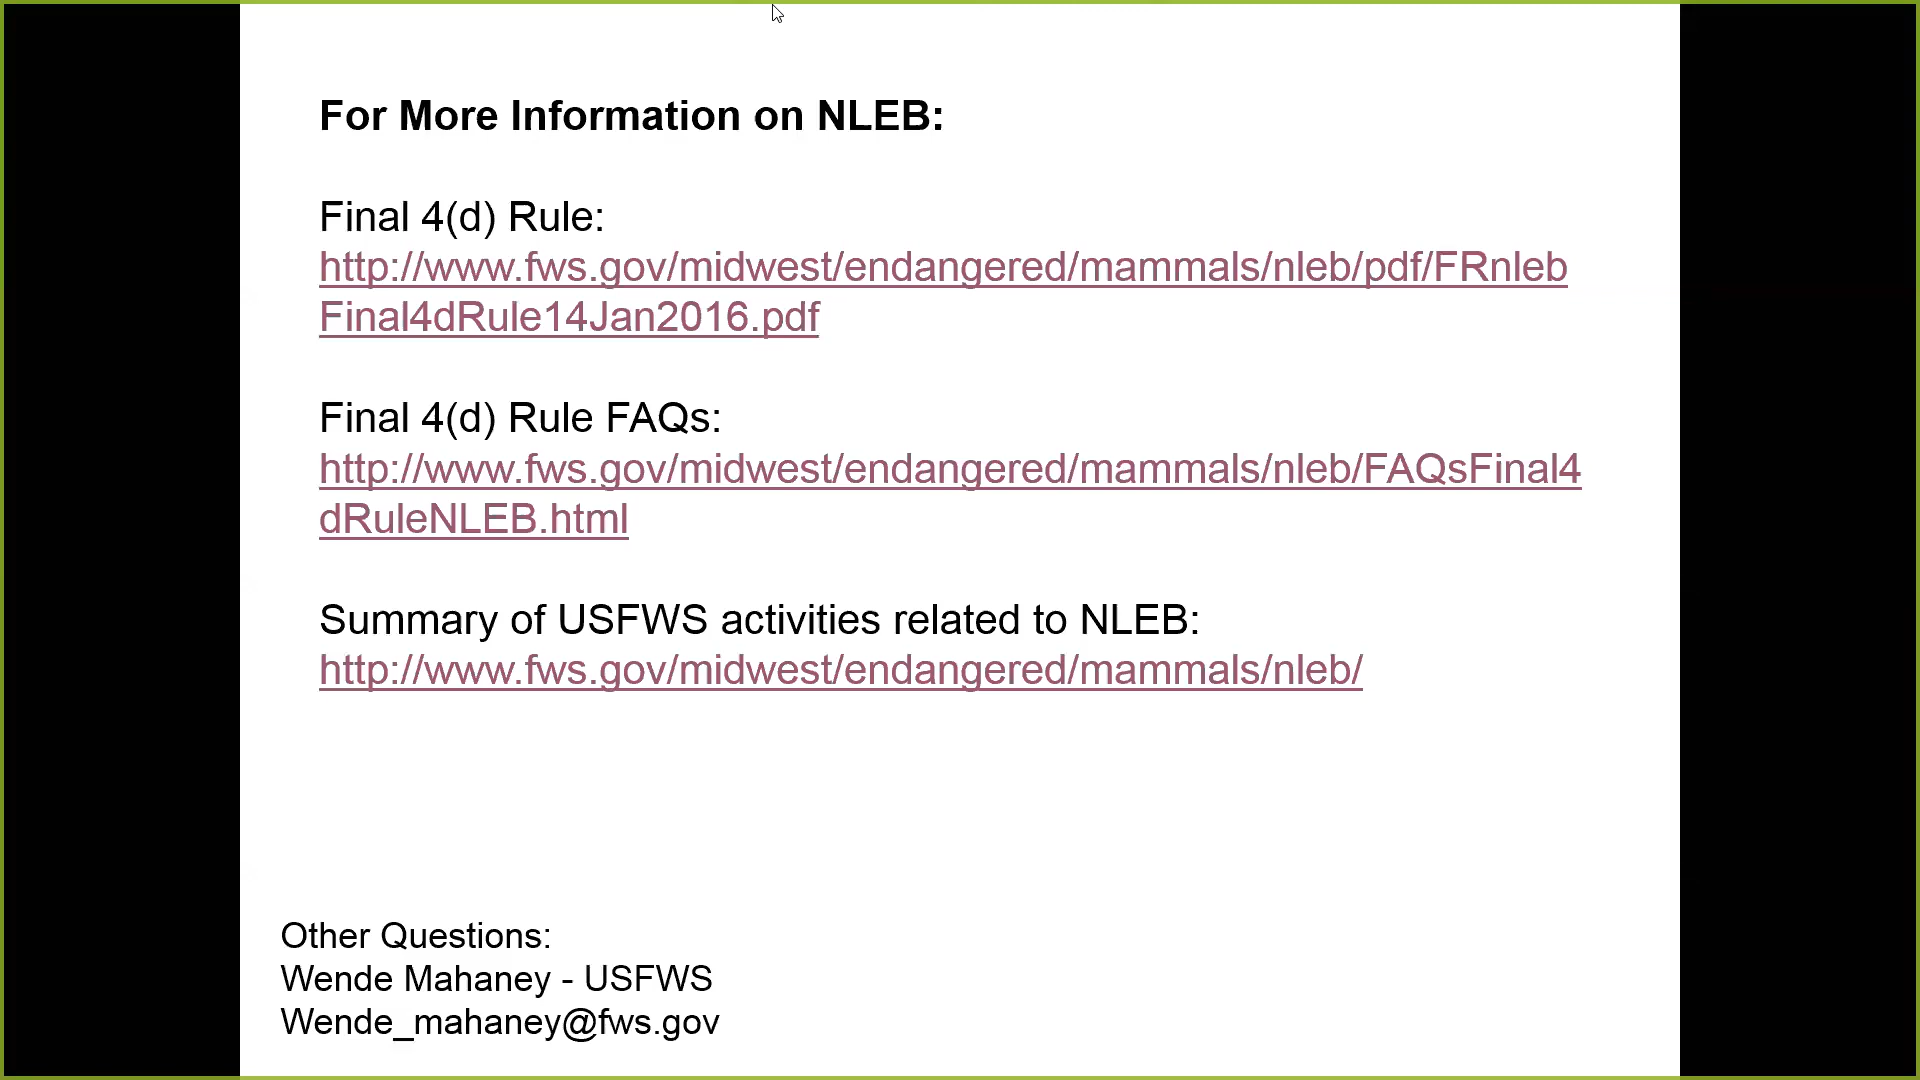 For More Information on NLEB:
Final 4(d) Rule:
http://www.fws.gov/midwest/endangered/mammals/nleb/pdf/FRnleb
Final4dRule14Jan2016.pdf
Final 4(d) Rule FAQs:
http://www.fws.gov/midwest/endangered/mammals/nleb/FAQsFinal4
dRuleNLEB.html
Summary of USFWS activities related to NLEB:
http://www.fws.gov/midwest/endangered/mammals/nleb/
Other Questions:
Wende Mahaney - USFWS
Wende_mahaney@fws.gov